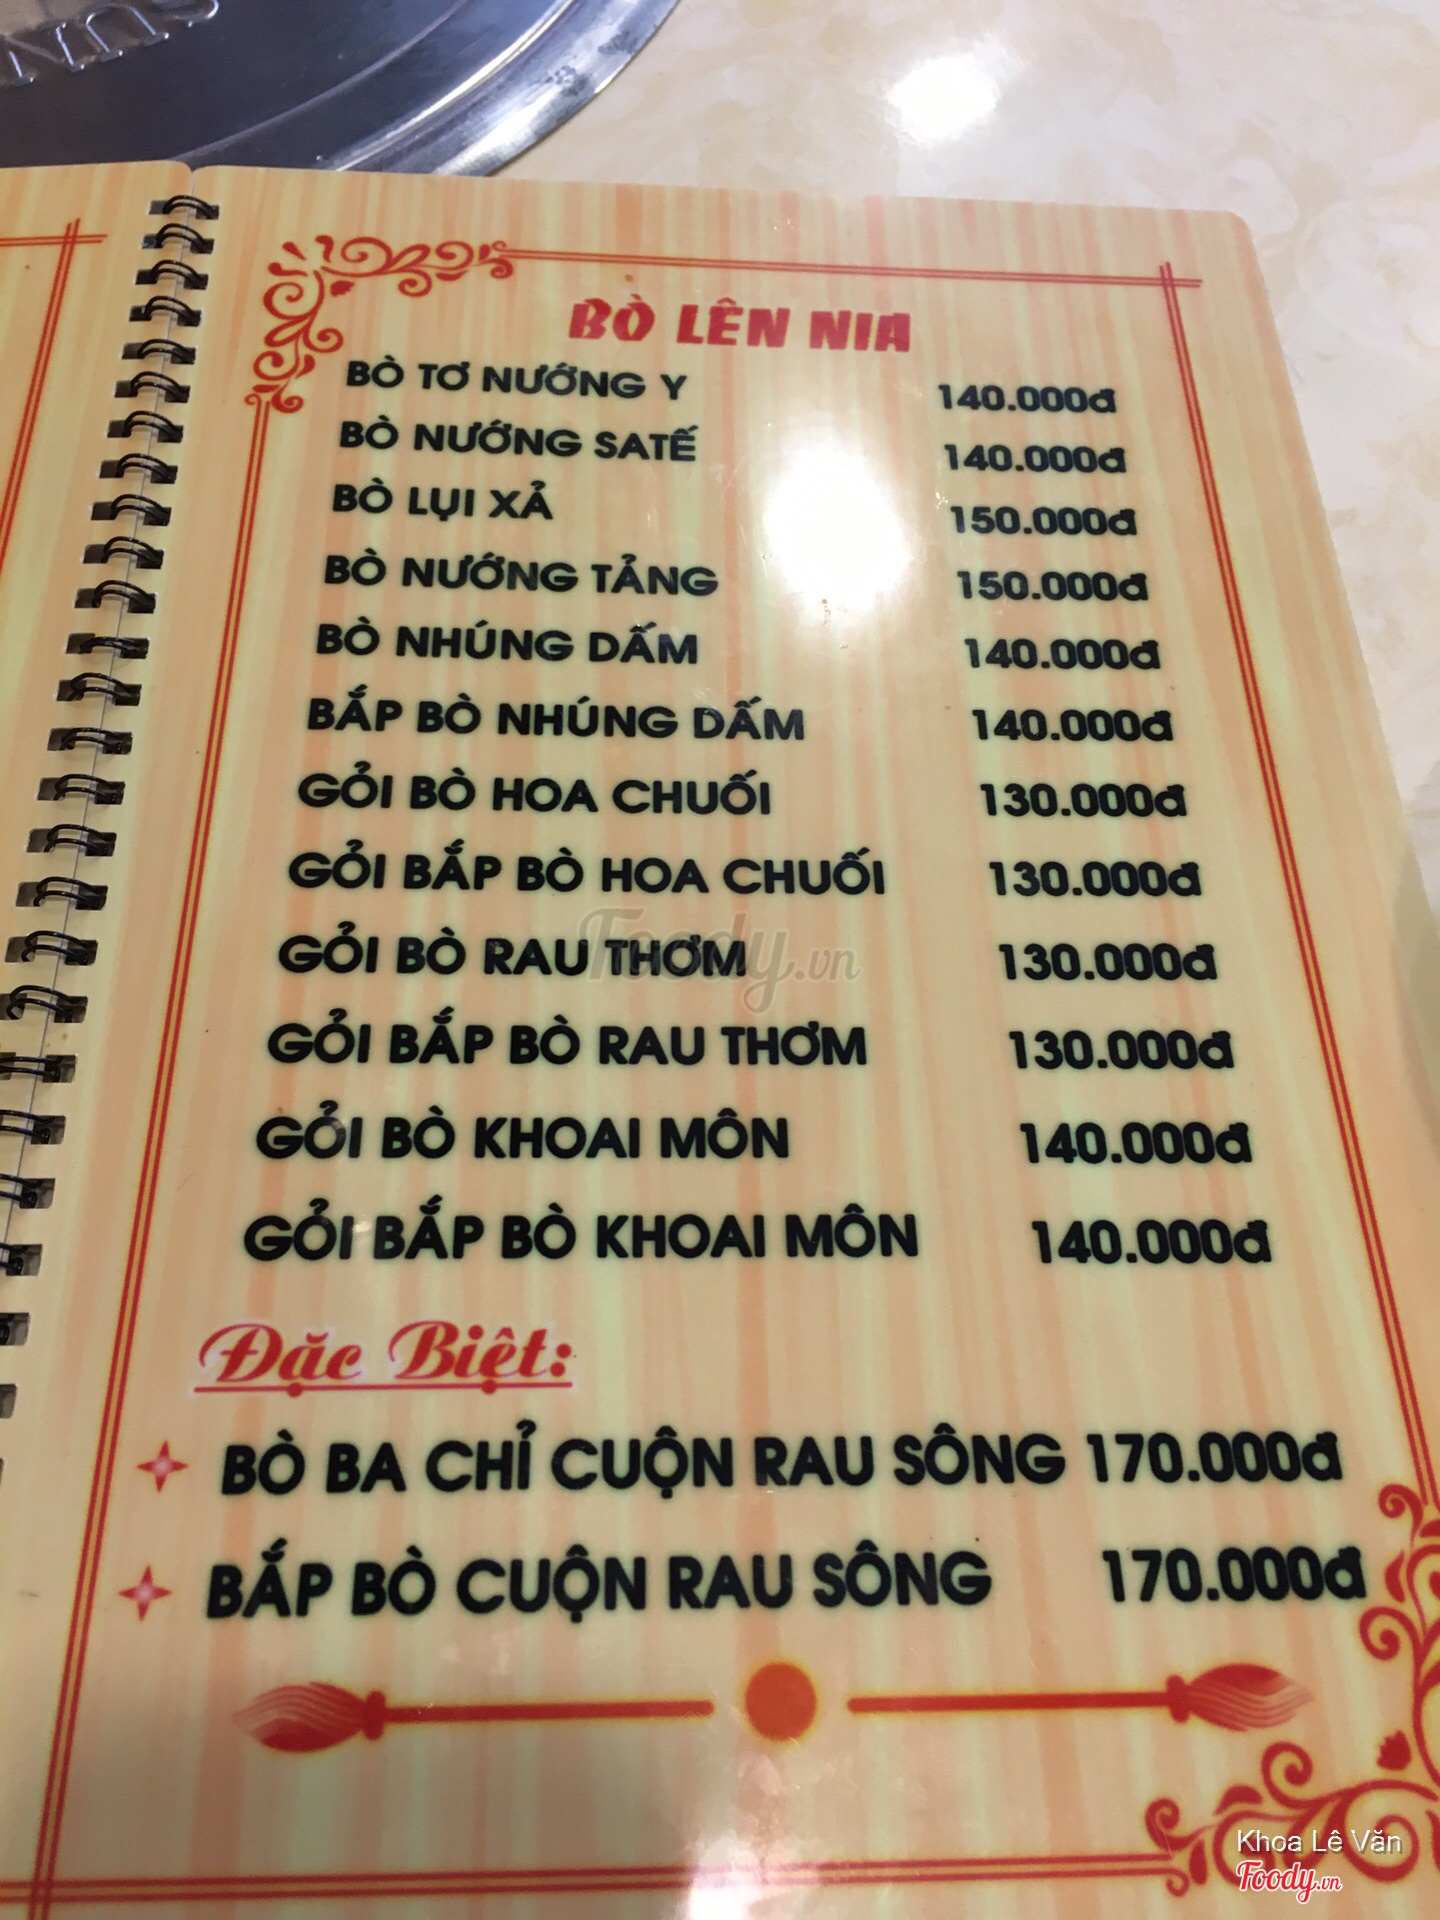 SUN
BÒ LÊN NIA
BÒ TƠ NƯỚNG Y 140.000đ
BÒ NƯỚNG SATẾ 140.000đ
BÒ LỤI XẢ 150.000đ
BÒ NƯỚNG TẢNG 150.000đ
BÒ NHÚNG DẤM 140.000đ
BẮP BÒ NHÚNG DẤM 140.000đ
GỎI BÒ HOA CHUỐI 130.000đ
GỎI BẮP BÒ HOA CHUỐI 130.000đ
GỎI BÒ RAU THƠM 130.000đ
Foody.vn
GỎI BẮP BÒ RAU THƠM 130.000đ
GỎI BÒ KHOAI MÔN 140.000đ
GỎI BẮP BÒ KHOAI MÔN 140.000đ
Đặc Biệt:
BÒ BA CHỈ CUỘN RAU SÔNG 170.000đ
BẮP BÒ CUỘN RAU SÔNG 170.000đ
Khoa Lê Văn
Foody.vn